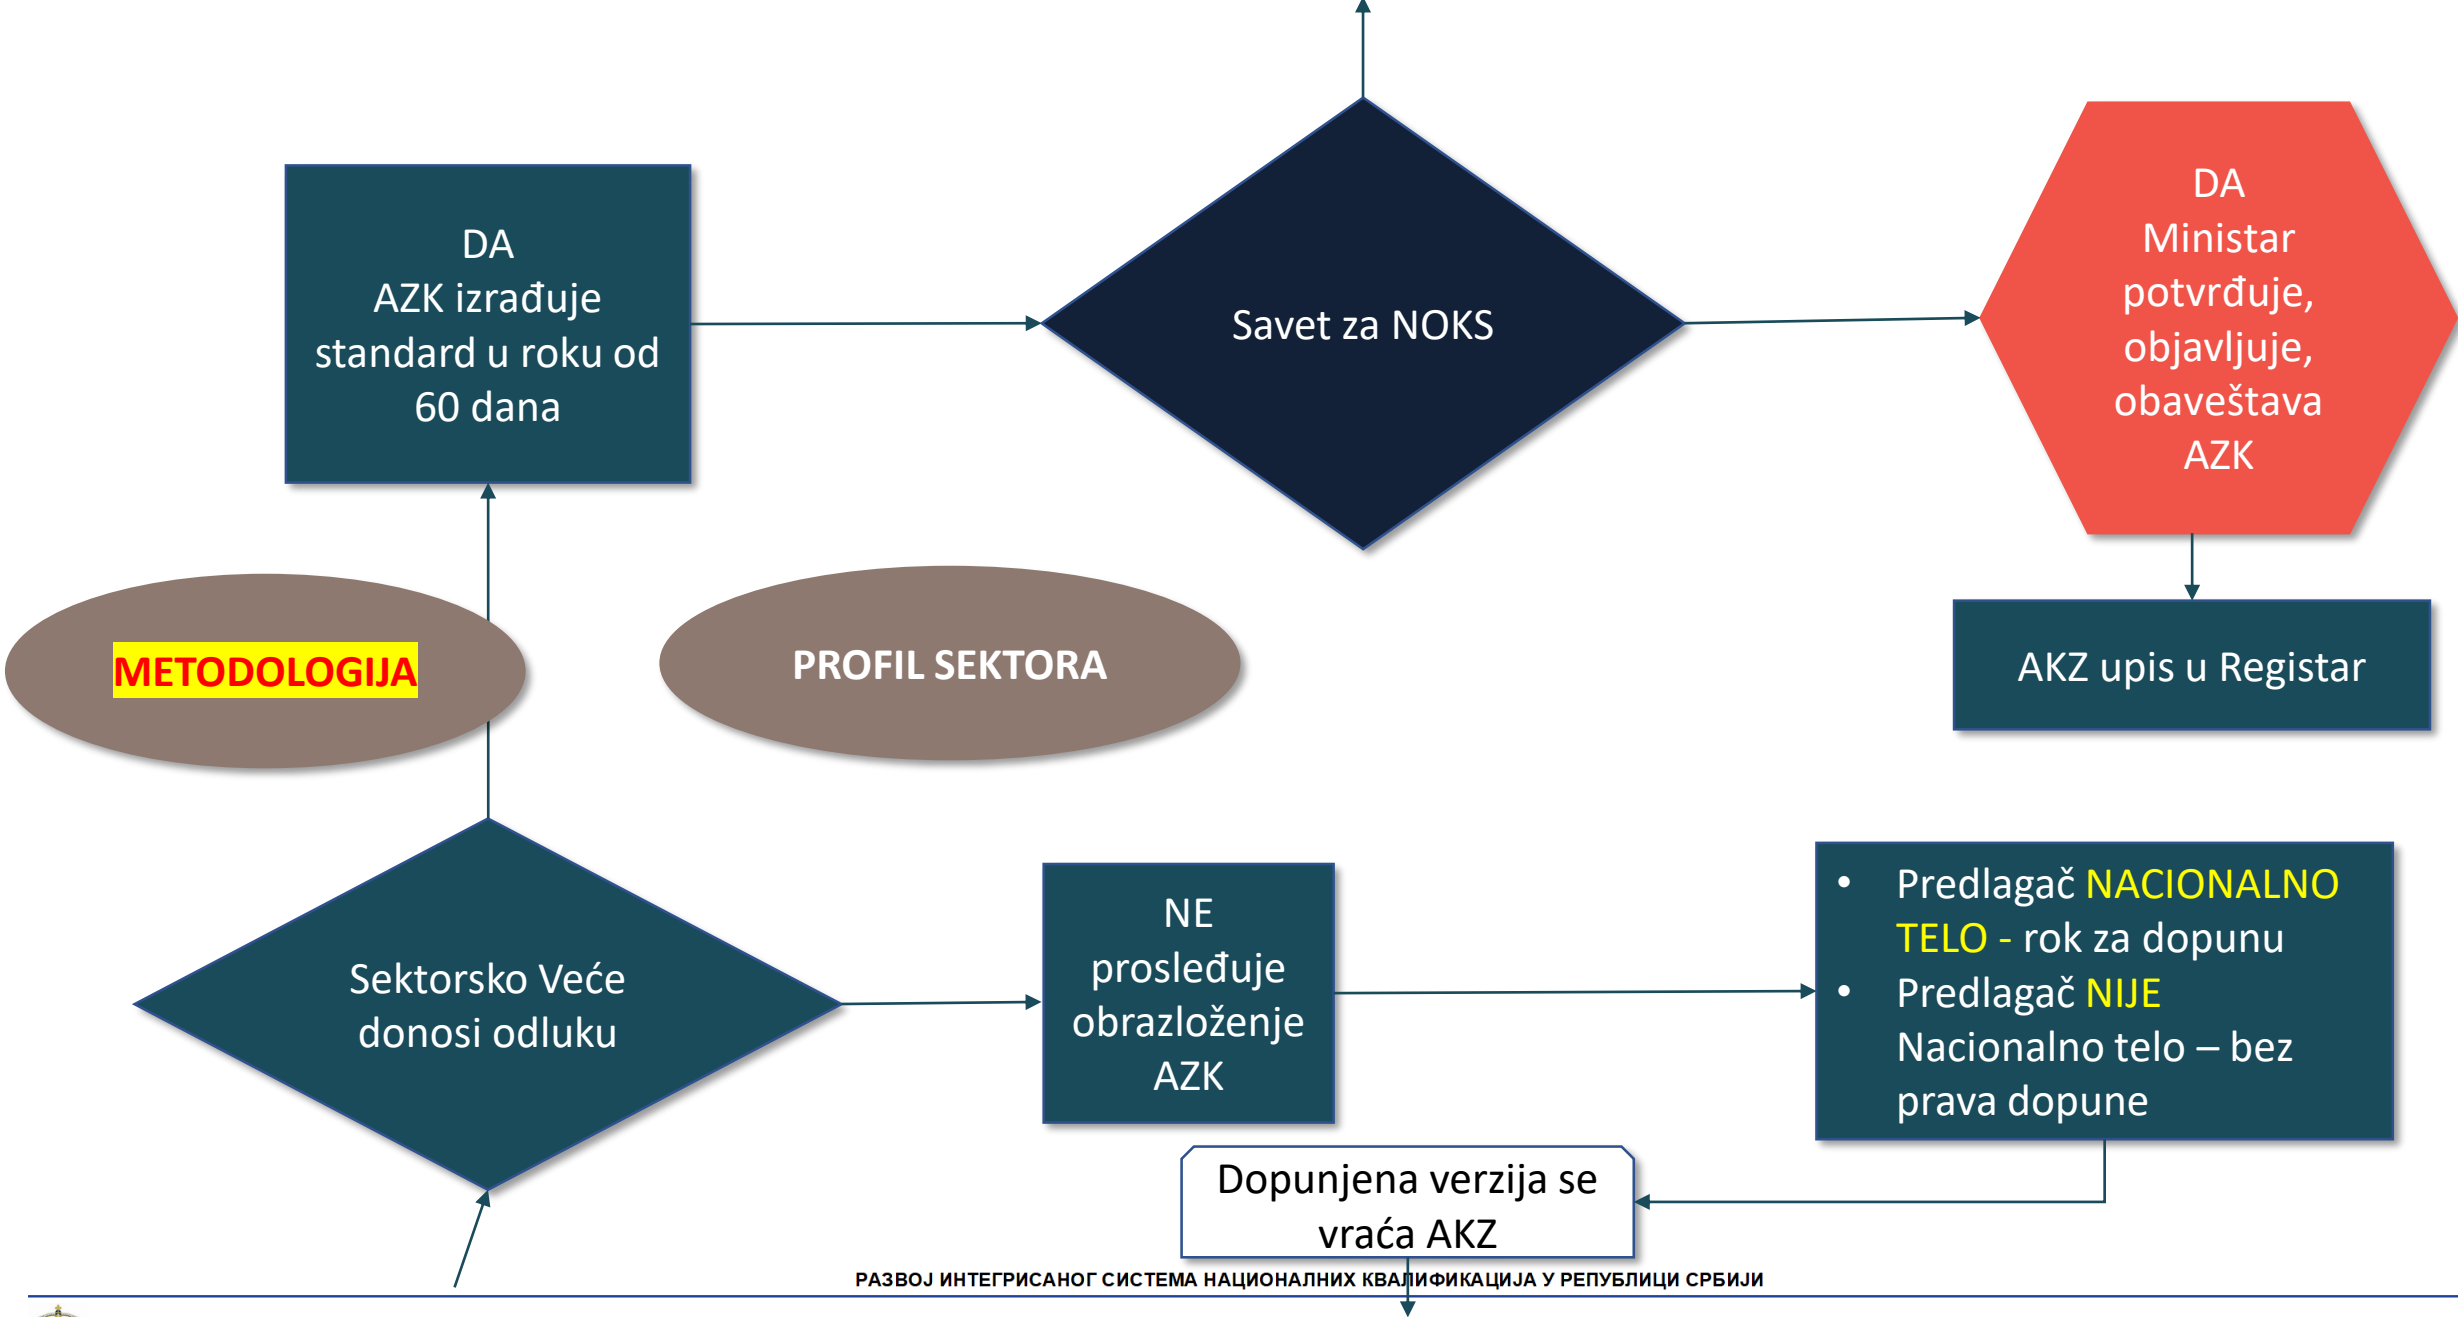 DA
AZK izrađuje
standard u roku od
60 dana
Savet za NOKS
DA
Ministar
potvrđuje,
objavljuje,
obaveštava
AZK
METODOLOGIJA
PROFIL SEKTORA
AKZ upis u Registar
Sektorsko Veće
donosi odluku
NE
prosleđuje
obrazloženje
AZK
• Predlagač NACIONALNO
TELO - rok za dopunu
• Predlagač NIJE
Nacionalno telo – bez
prava dopune
Dopunjena verzija se
vraća AKZ
РАЗВОЈ ИНТЕГРИСАНОГ СИСТЕМА НАЦИОНАЛНИХ КВАЛИФИКАЦИЈА У РЕПУБЛИЦИ СРБИЈИ